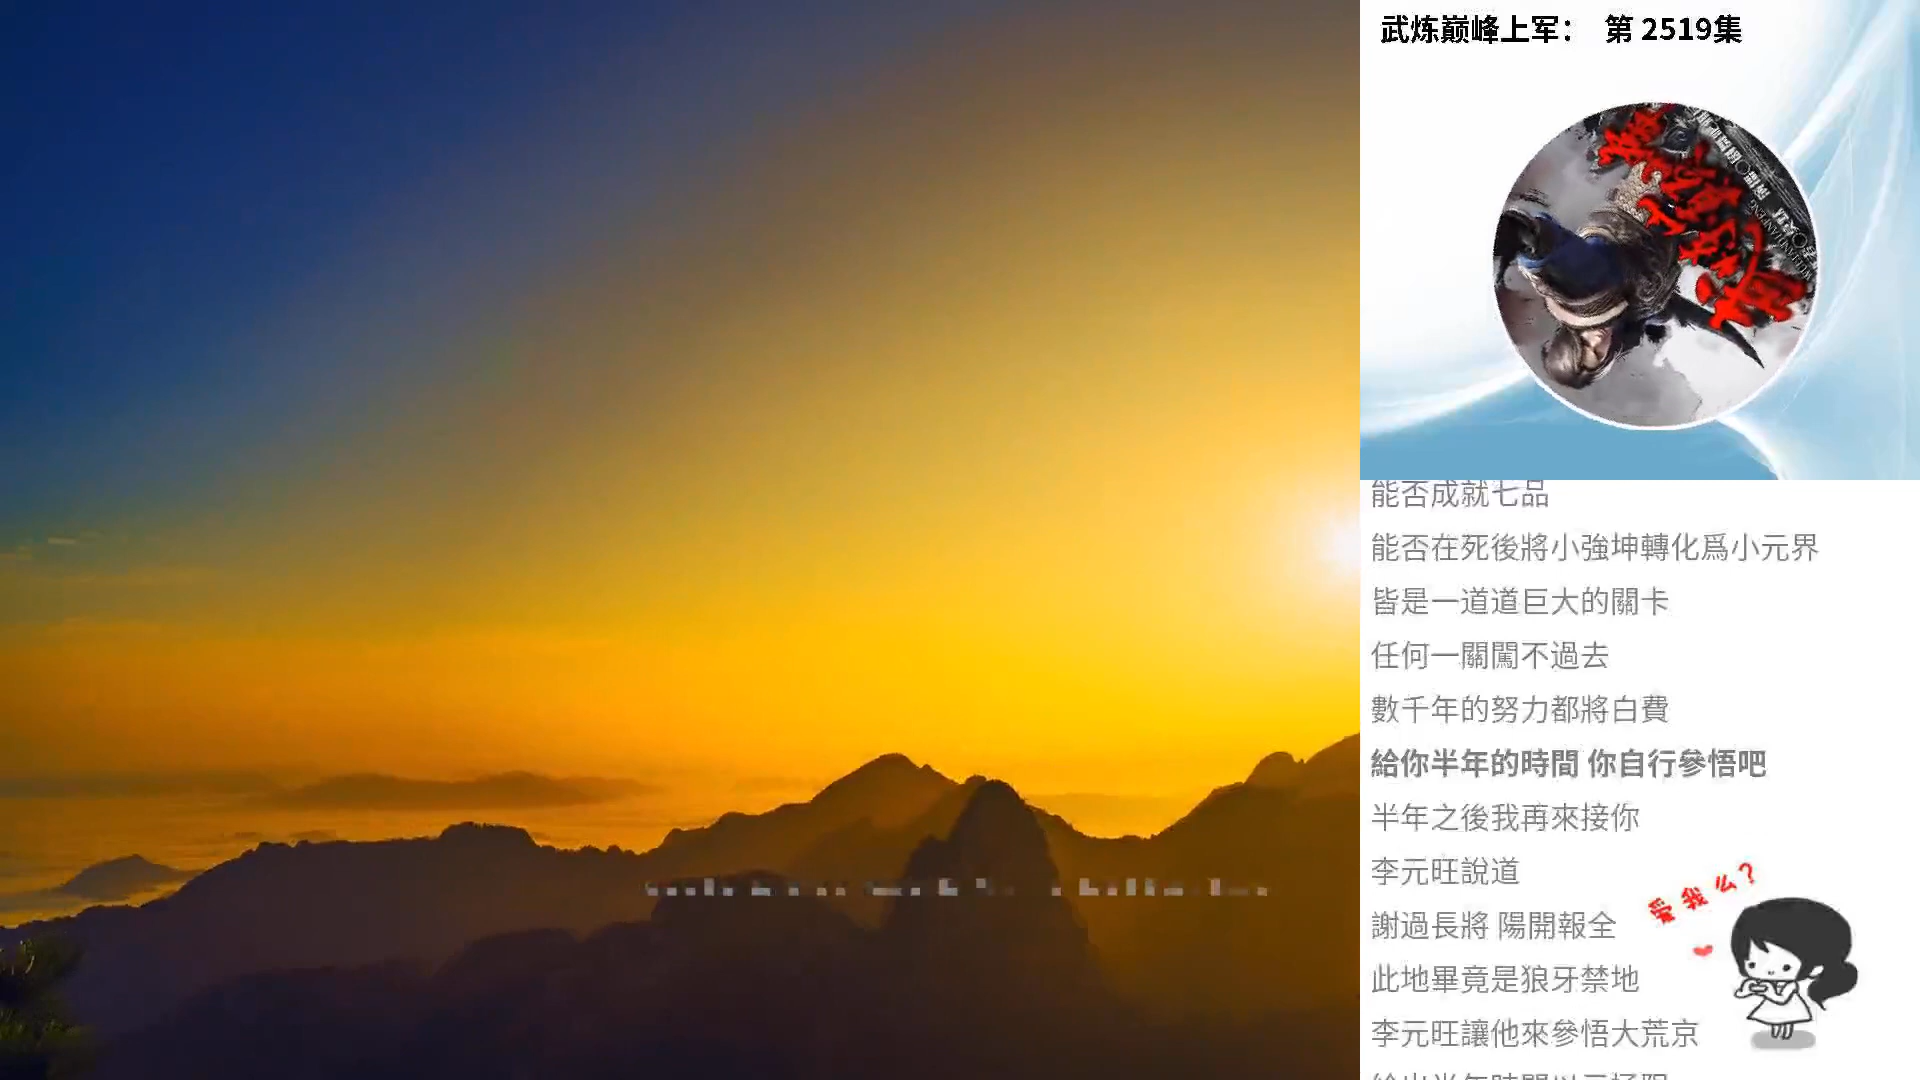 武炼巅峰上军： 第 2519集
能否成就七品
能否在死後將小強坤轉化爲小元界
皆是一道道巨大的關卡
任何一關闖不過去
數千年的努力都將白費
給你半年的時間 你自行參悟吧
半年之後我再來接你
李元旺說道
愛我么?
謝過長將 陽開報全
此地畢竟是狼牙禁地
李元旺讓他來參悟大荒京